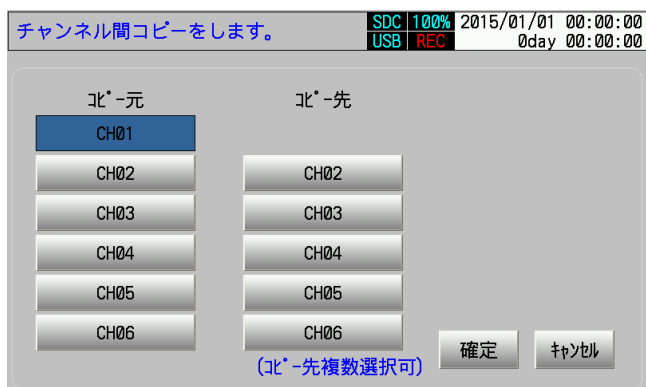 チャンネル間コピーをします。
SDC 100% 2015/01/01 00:00:00
USB REC 0day 00:00:00
ｺﾋﾟｰ元 ｺﾋﾟｰ先
CH01
CH02 CH02
CH03 CH03
CH04 CH04
CH05 CH05
CH06 CH06
(ｺﾋﾟｰ先複数選択可)
確定 ｷｬﾝｾﾙ